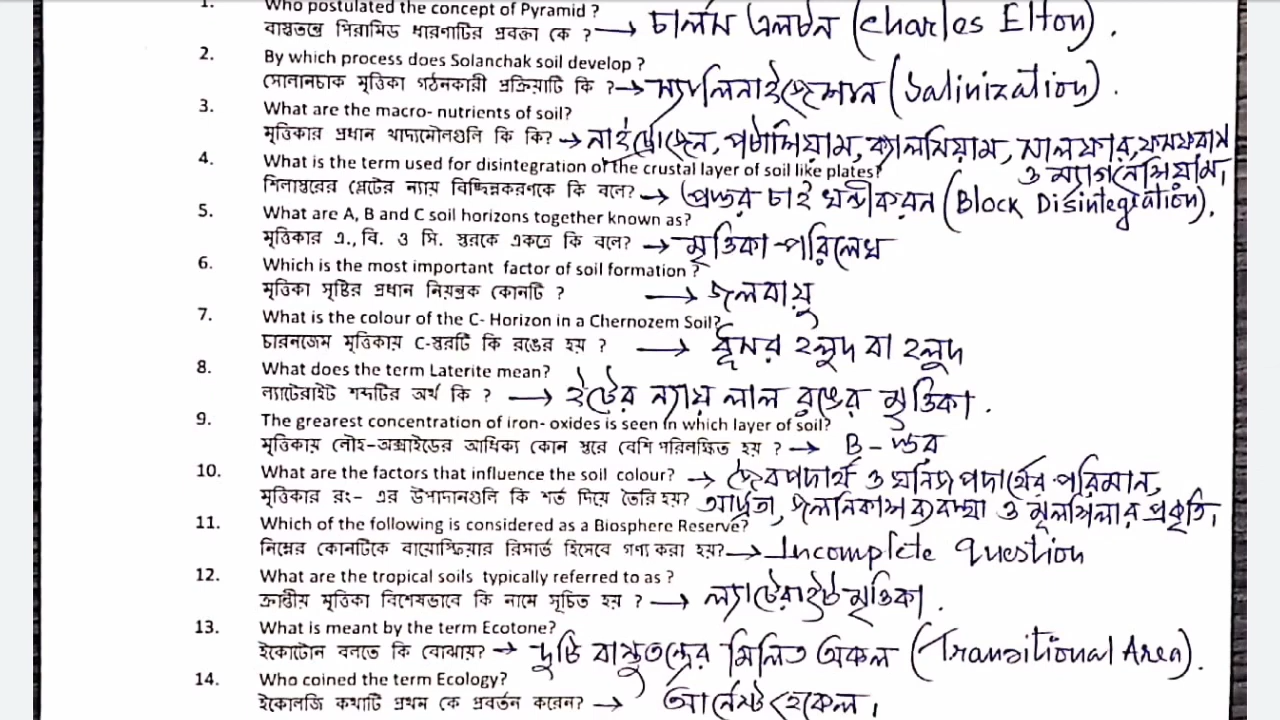 1. Who postulated the concept of Pyramid ?
বাস্তুতন্ত্রে পিরামিড ধারণাটির প্রবক্তা কে ? → চার্লস এলটন (Charles Elton).
2. By which process does Solanchak soil develop ?
সোলানচাক মৃত্তিকা গঠনকারী প্রক্রিয়াটি কি ? → স্যালিনাইজেশান (Salinization).
3. What are the macro- nutrients of soil?
মৃত্তিকার প্রধান খাদ্যমৌলগুলি কি কি? → নাইট্রোজেন, পটাশিয়াম, ক্যালসিয়াম, সালফার, ফসফরাস
ও ম্যাগনেশিয়াম।
4. What is the term used for disintegration of the crustal layer of soil like plates?
শিলাস্তরের প্লেটের ন্যায় বিচ্ছিন্নকরণকে কি বলে? → প্রস্তর চাঁই খন্ডীকরন (Block Disintegration).
5. What are A, B and C soil horizons together known as?
মৃত্তিকার এ., বি. ও সি. স্তরকে একত্রে কি বলে? → মৃত্তিকা পরিলেখ
6. Which is the most important factor of soil formation ?
মৃত্তিকা সৃষ্টির প্রধান নিয়ন্ত্রক কোনটি ? → জলবায়ু
7. What is the colour of the C- Horizon in a Chernozem Soil?
চারনজেম মৃত্তিকায় C-স্তরটি কি রঙের হয় ? → ধূসর হলুদ বা হলুদ
8. What does the term Laterite mean?
ল্যাটেরাইট শব্দটির অর্থ কি ? → ইটের ন্যায় লাল রঙের মৃত্তিকা.
9. The grearest concentration of iron- oxides is seen in which layer of soil?
মৃত্তিকায় লৌহ-অক্সাইডের আধিক্য কোন স্তরে বেশি পরিলক্ষিত হয় ? → B - স্তর
10. What are the factors that influence the soil colour? → জৈবপদার্থ ও খনিজ পদার্থের পরিমান,
মৃত্তিকার রং- এর উপাদানগুলি কি শর্ত দিয়ে তৈরি হয়? আর্দ্রতা, জলনিকাশ ব্যবস্থা ও মূলশিলার প্রকৃতি।
11. Which of the following is considered as a Biosphere Reserve?
নিম্নের কোনটিকে বায়োস্ফিয়ার রিসার্ভ হিসেবে গণ্য করা হয়? → Incomplete Question
12. What are the tropical soils typically referred to as ?
ক্রান্তীয় মৃত্তিকা বিশেষভাবে কি নামে সূচিত হয় ? → ল্যাটেরাইট মৃত্তিকা.
13. What is meant by the term Ecotone?
ইকোটোন বলতে কি বোঝায়? → দুটি বাস্তুতন্ত্রের মিলিত অঞ্চল (Transitional Area).
14. Who coined the term Ecology?
ইকোলজি কথাটি প্রথম কে প্রবর্তন করেন? → আর্নেস্ট হেকেল।